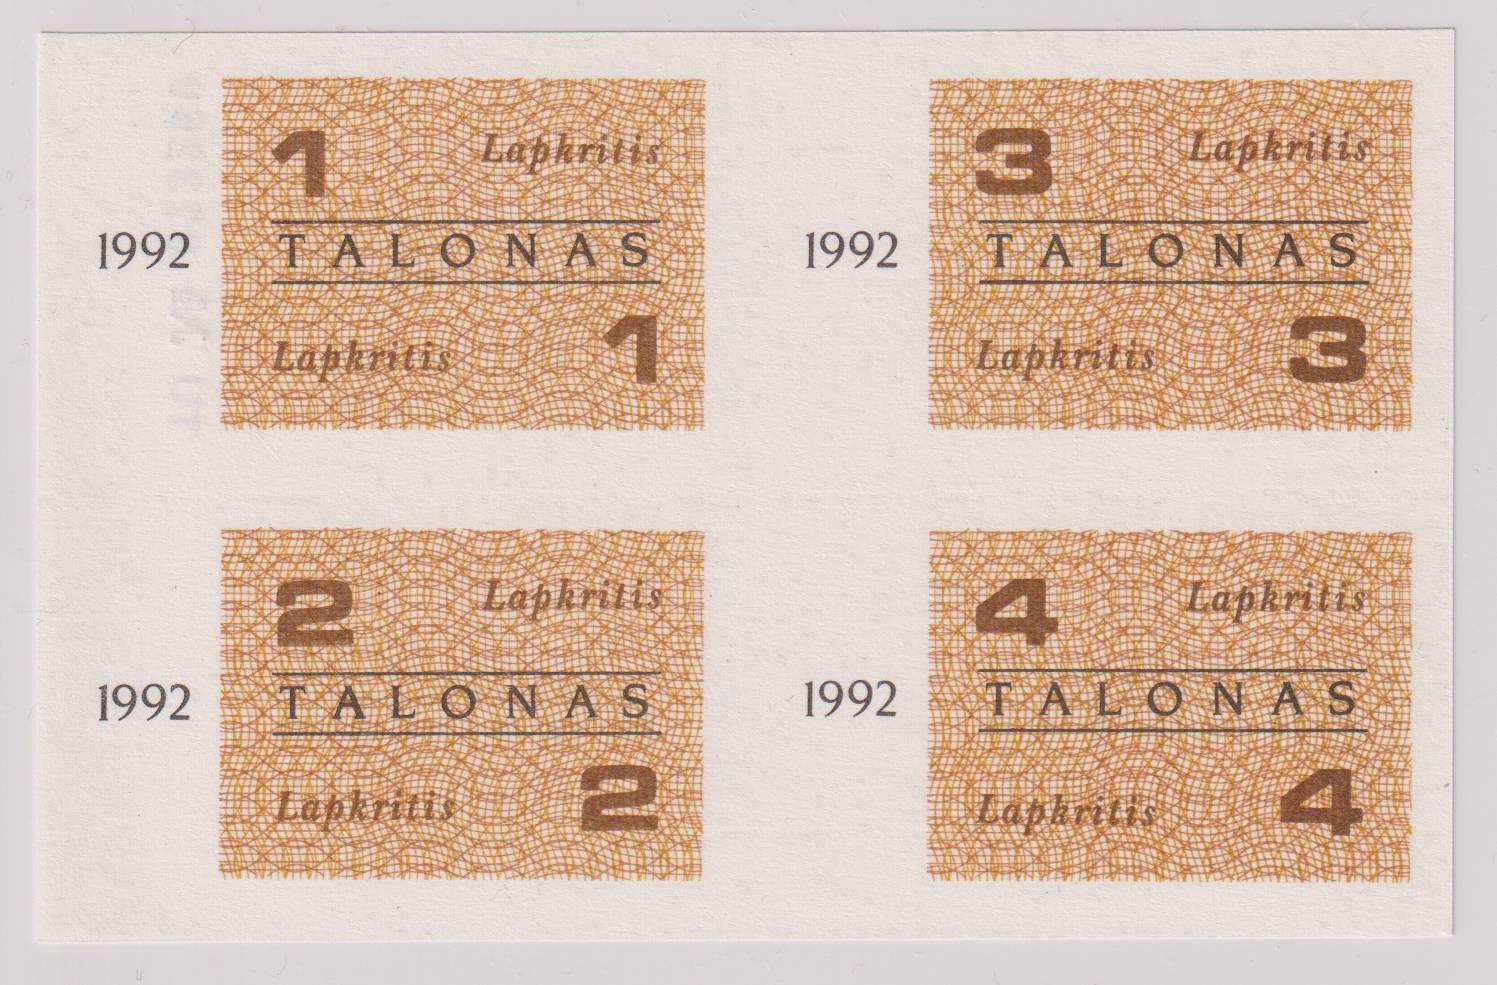 1 Lapkritis
1992 TALONAS
Lapkritis 1
3 Lapkritis
1992 TALONAS
Lapkritis 3
2 Lapkritis
1992 TALONAS
Lapkritis 2
4 Lapkritis
1992 TALONAS
Lapkritis 4